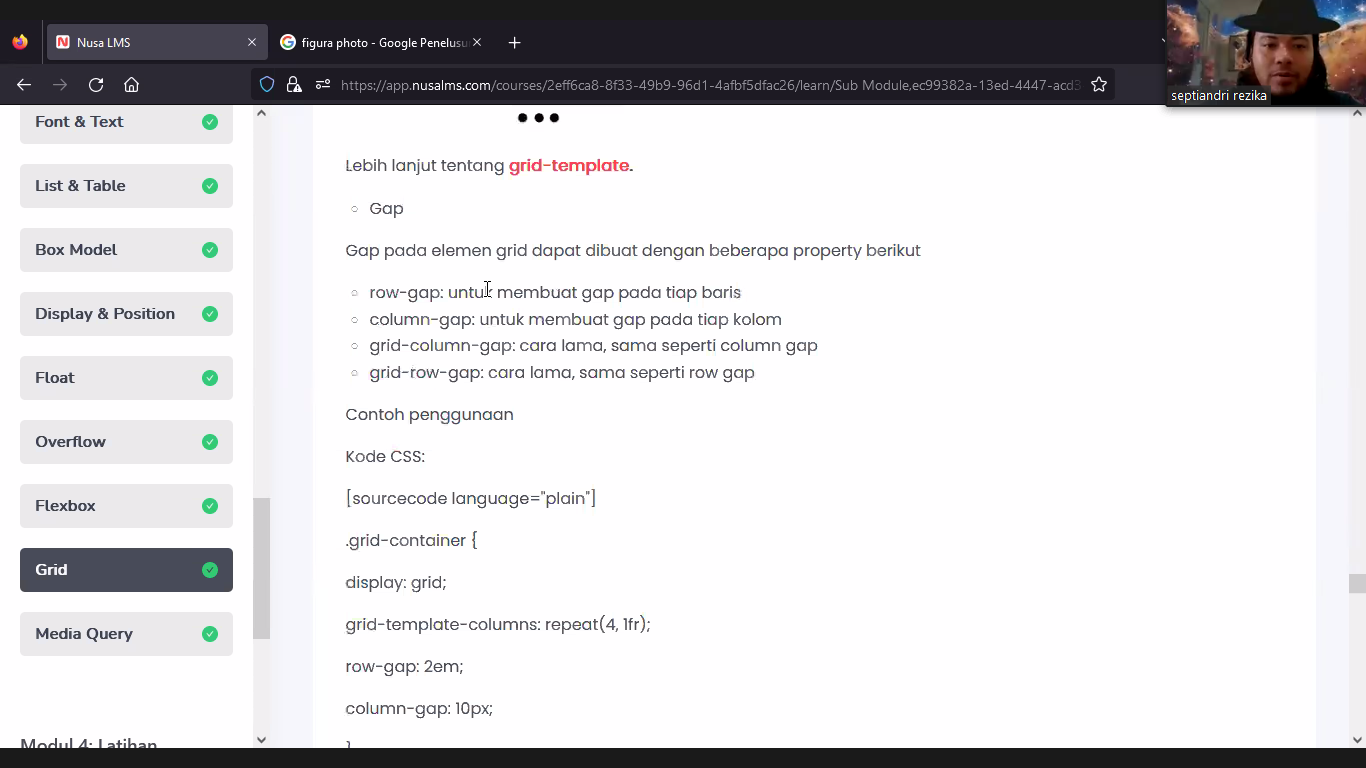 Nusa LMS
figura photo - Google Penelusu
https://app.nusalms.com/courses/2eff6ca8-8f33-49b9-96d1-4afbf5dfac26/learn/Sub Module,ec99382a-13ed-4447-acd3
septiandri rezika
Font & Text
List & Table
Box Model
Display & Position
Float
Overflow
Flexbox
Grid
Media Query
Modul 4: Latihan
Lebih lanjut tentang grid-template.
Gap
Gap pada elemen grid dapat dibuat dengan beberapa property berikut
row-gap: untuk membuat gap pada tiap baris
column-gap: untuk membuat gap pada tiap kolom
grid-column-gap: cara lama, sama seperti column gap
grid-row-gap: cara lama, sama seperti row gap
Contoh penggunaan
Kode CSS:
[sourcecode language="plain"]
.grid-container {
display: grid;
grid-template-columns: repeat(4, 1fr);
row-gap: 2em;
column-gap: 10px;
}